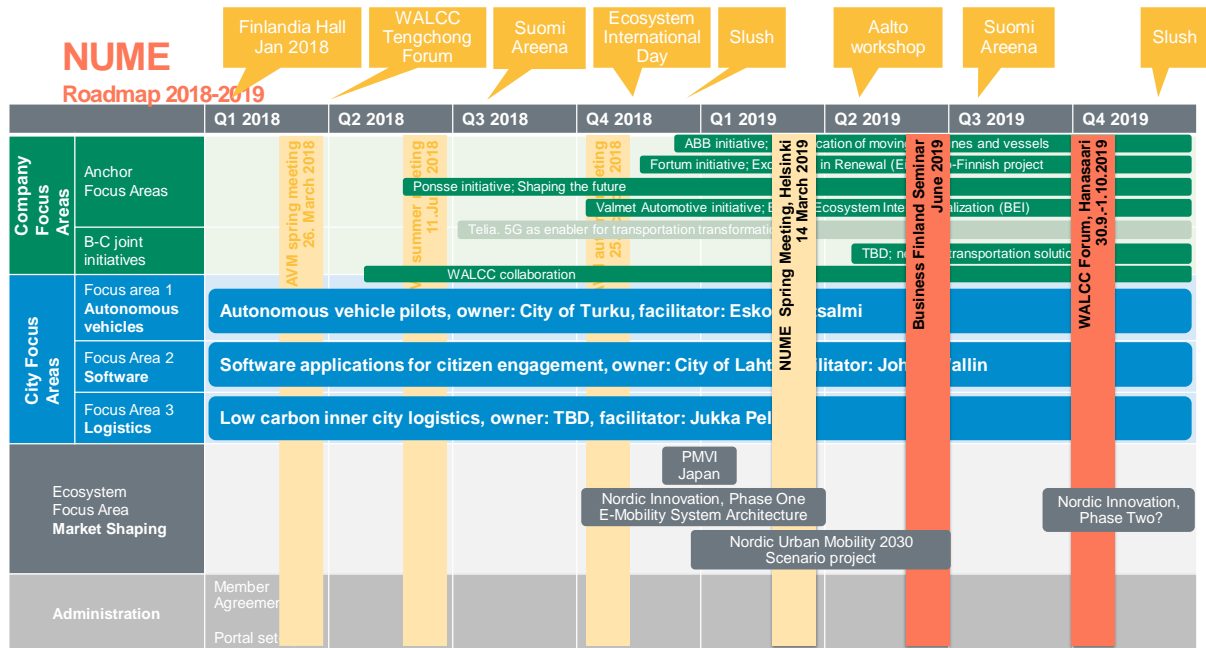 Finlandia Hall
Jan 2018
WALCC
Tengchong
Forum
Suomi
Areena
Ecosystem
International
Day
Slush
Aalto
workshop
Suomi
Areena
Slush
NUME
Roadmap 2018-2019
Q1 2018
Q2 2018
Q3 2018
Q4 2018
Q1 2019
Q2 2019
Q3 2019
Q4 2019
Company
Focus
Areas
Anchor
Focus Areas
ABB initiative; cation of moving nes and vessels
Fortum initiative; in Renewal -Finnish project
Ponsse initiative; Shaping the future
Valmet Automotive initiative; Ecosystem Inter alization (BEI)
Telia. 5G as enabler for transportation transformati
B-C joint
initiatives
TBD; transportation soluti
WALCC collaboration
AVM spring meeting
26. March 2018
summer meeting
11.June 2018
25. 2018
NUME Spring Meeting, Helsinki
14 March 2019
Business Finland Seminar
June 2019
WALCC Forum, Hanasaari
30.9.-1.10.2019
City Focus
Areas
Focus area 1
Autonomous
vehicles
Autonomous vehicle pilots, owner: City of Turku, facilitator: Esko salmi
Focus Area 2
Software
Software applications for citizen engagement, owner: City of Laht ilitator: Joh allin
Focus Area 3
Logistics
Low carbon inner city logistics, owner: TBD, facilitator: Jukka Pel
Ecosystem
Focus Area
Market Shaping
PMVI
Japan
Nordic Innovation, Phase One
E-Mobility System Architecture
Nordic Innovation,
Phase Two?
Nordic Urban Mobility 2030
Scenario project
Administration
Member
Agreemen
Portal set